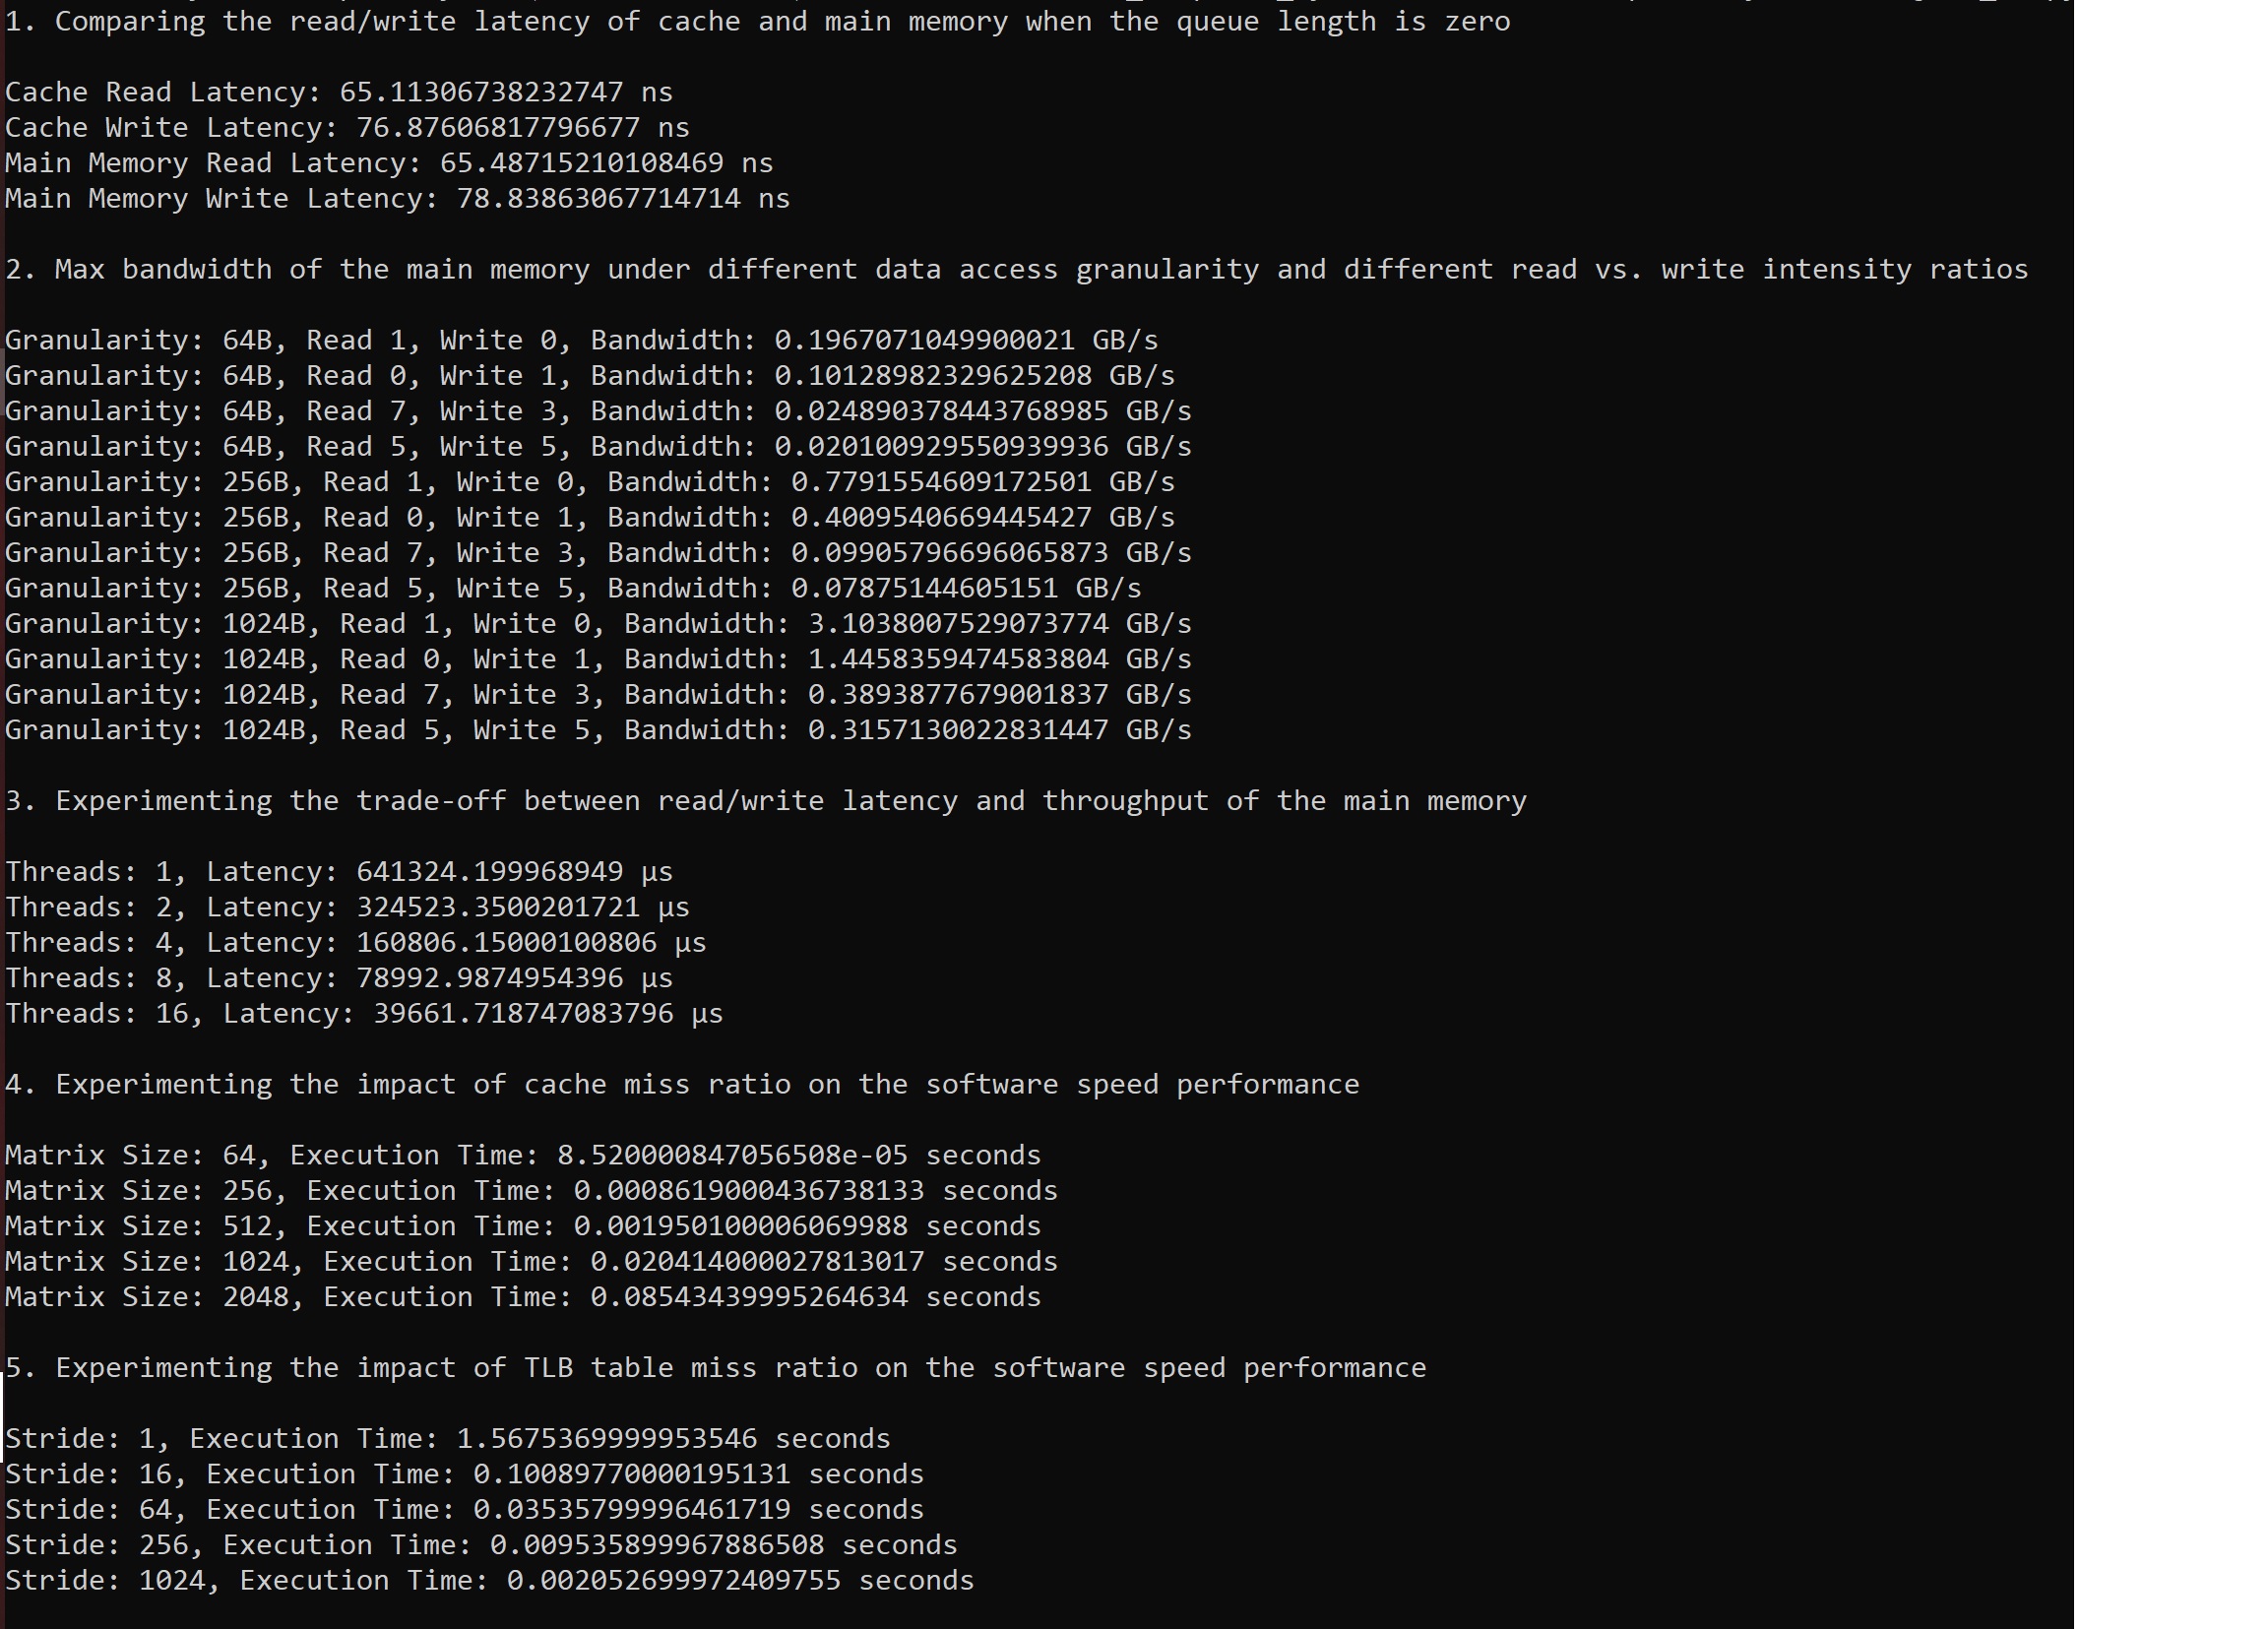 1. Comparing the read/write latency of cache and main memory when the queue length is zero
Cache Read Latency: 65.11306738232747 ns
Cache Write Latency: 76.87606817796677 ns
Main Memory Read Latency: 65.48715210108469 ns
Main Memory Write Latency: 78.83863067714714 ns
2. Max bandwidth of the main memory under different data access granularity and different read vs. write intensity ratios
Granularity: 64B, Read 1, Write 0, Bandwidth: 0.1967071049900021 GB/s
Granularity: 64B, Read 0, Write 1, Bandwidth: 0.10128982329625208 GB/s
Granularity: 64B, Read 7, Write 3, Bandwidth: 0.024890378443768985 GB/s
Granularity: 64B, Read 5, Write 5, Bandwidth: 0.020100929550939936 GB/s
Granularity: 256B, Read 1, Write 0, Bandwidth: 0.7791554609172501 GB/s
Granularity: 256B, Read 0, Write 1, Bandwidth: 0.4009540669445427 GB/s
Granularity: 256B, Read 7, Write 3, Bandwidth: 0.09905796696065873 GB/s
Granularity: 256B, Read 5, Write 5, Bandwidth: 0.07875144605151 GB/s
Granularity: 1024B, Read 1, Write 0, Bandwidth: 3.1038007529073774 GB/s
Granularity: 1024B, Read 0, Write 1, Bandwidth: 1.4458359474583804 GB/s
Granularity: 1024B, Read 7, Write 3, Bandwidth: 0.3893877679001837 GB/s
Granularity: 1024B, Read 5, Write 5, Bandwidth: 0.3157130022831447 GB/s
3. Experimenting the trade-off between read/write latency and throughput of the main memory
Threads: 1, Latency: 641324.199968949 µs
Threads: 2, Latency: 324523.3500201721 µs
Threads: 4, Latency: 160806.15000100806 µs
Threads: 8, Latency: 78992.9874954396 µs
Threads: 16, Latency: 39661.718747083796 µs
4. Experimenting the impact of cache miss ratio on the software speed performance
Matrix Size: 64, Execution Time: 8.520000847056508e-05 seconds
Matrix Size: 256, Execution Time: 0.0008619000436738133 seconds
Matrix Size: 512, Execution Time: 0.001950100006069988 seconds
Matrix Size: 1024, Execution Time: 0.020414000027813017 seconds
Matrix Size: 2048, Execution Time: 0.08543439995264634 seconds
5. Experimenting the impact of TLB table miss ratio on the software speed performance
Stride: 1, Execution Time: 1.5675369999953546 seconds
Stride: 16, Execution Time: 0.10089770000195131 seconds
Stride: 64, Execution Time: 0.03535799996461719 seconds
Stride: 256, Execution Time: 0.009535899967886508 seconds
Stride: 1024, Execution Time: 0.002052699972409755 seconds